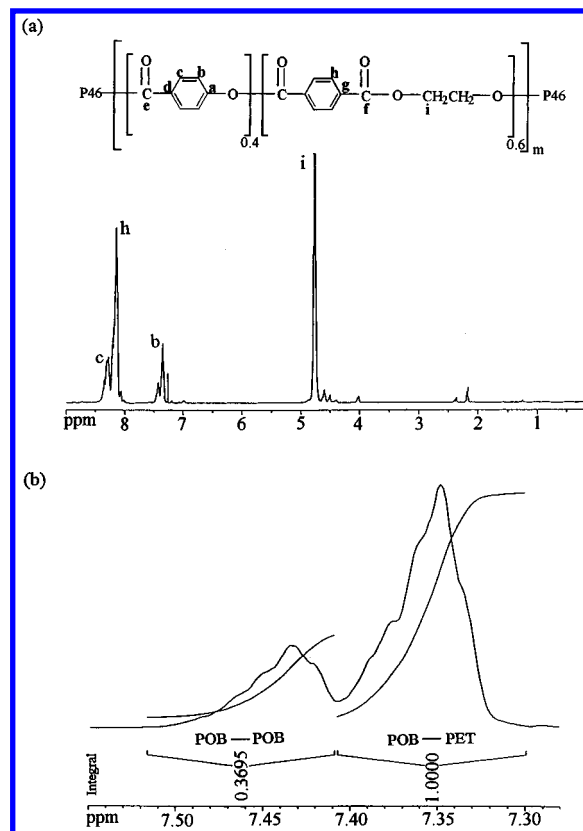 (a)
O
c b
h
O
P46 d C e a O C g C f O CH2CH2 i O P46
0.4
0.6
m
i
h
c
b
ppm 8 7 6 5 4 3 2 1
(b)
POB — POB
POB — PET
Integral
0.3695
1.0000
ppm 7.50 7.45 7.40 7.35 7.30